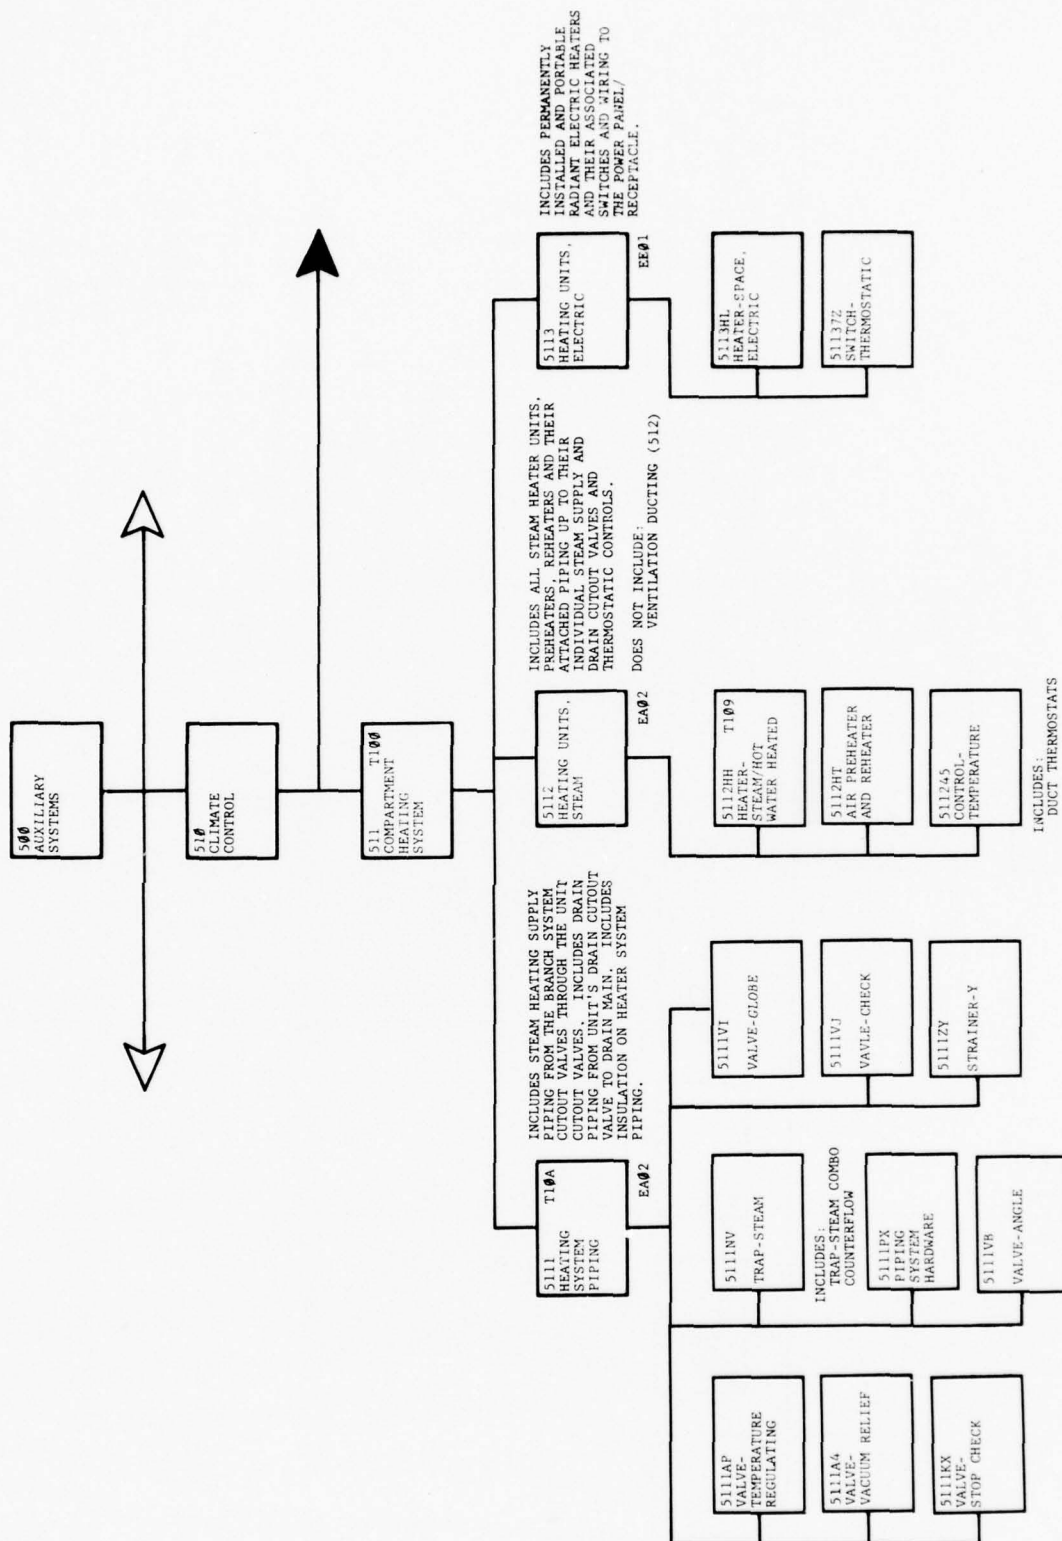 5ØØ
AUXILIARY
SYSTEMS
51Ø
CLIMATE
CONTROL
511 T1ØØ
COMPARTMENT
HEATING
SYSTEM
5111 T1ØA
HEATING
SYSTEM
PIPING
EAØ2
INCLUDES STEAM HEATING SUPPLY
PIPING FROM THE BRANCH SYSTEM
CUTOUT VALVES THROUGH THE UNIT
CUTOUT VALVES. INCLUDES DRAIN
PIPING FROM UNIT'S DRAIN CUTOUT
VALVE TO DRAIN MAIN. INCLUDES
INSULATION ON HEATER SYSTEM
PIPING.
5112
HEATING UNITS,
STEAM
EAØ2
INCLUDES ALL STEAM HEATER UNITS,
PREHEATERS, REHEATERS AND THEIR
ATTACHED PIPING UP TO THEIR
INDIVIDUAL STEAM SUPPLY AND
DRAIN CUTOUT VALVES AND
THERMOSTATIC CONTROLS.
DOES NOT INCLUDE:
VENTILATION DUCTING (512)
5113
HEATING UNITS,
ELECTRIC
EEØ1
INCLUDES PERMANENTLY
INSTALLED AND PORTABLE
RADIANT ELECTRIC HEATERS
AND THEIR ASSOCIATED
SWITCHES AND WIRING TO
THE POWER PANEL/
RECEPTACLE.
5111AP
VALVE-
TEMPERATURE
REGULATING
5111A4
VALVE-
VACUUM RELIEF
5111KX
VALVE-
STOP CHECK
5111NV
TRAP-STEAM
INCLUDES:
TRAP-STEAM COMBO
COUNTERFLOW
5111PX
PIPING
SYSTEM
HARDWARE
5111VB
VALVE-ANGLE
5111VI
VALVE-GLOBE
5111VJ
VAVLE-CHECK
5111ZY
STRAINER-Y
5112HH T1Ø9
HEATER-
STEAM/HOT
WATER HEATED
5112HT
AIR PREHEATER
AND REHEATER
511245
CONTROL-
TEMPERATURE
INCLUDES:
DUCT THERMOSTATS
5113HL
HEATER-SPACE,
ELECTRIC
51137Z
SWITCH-
THERMOSTATIC